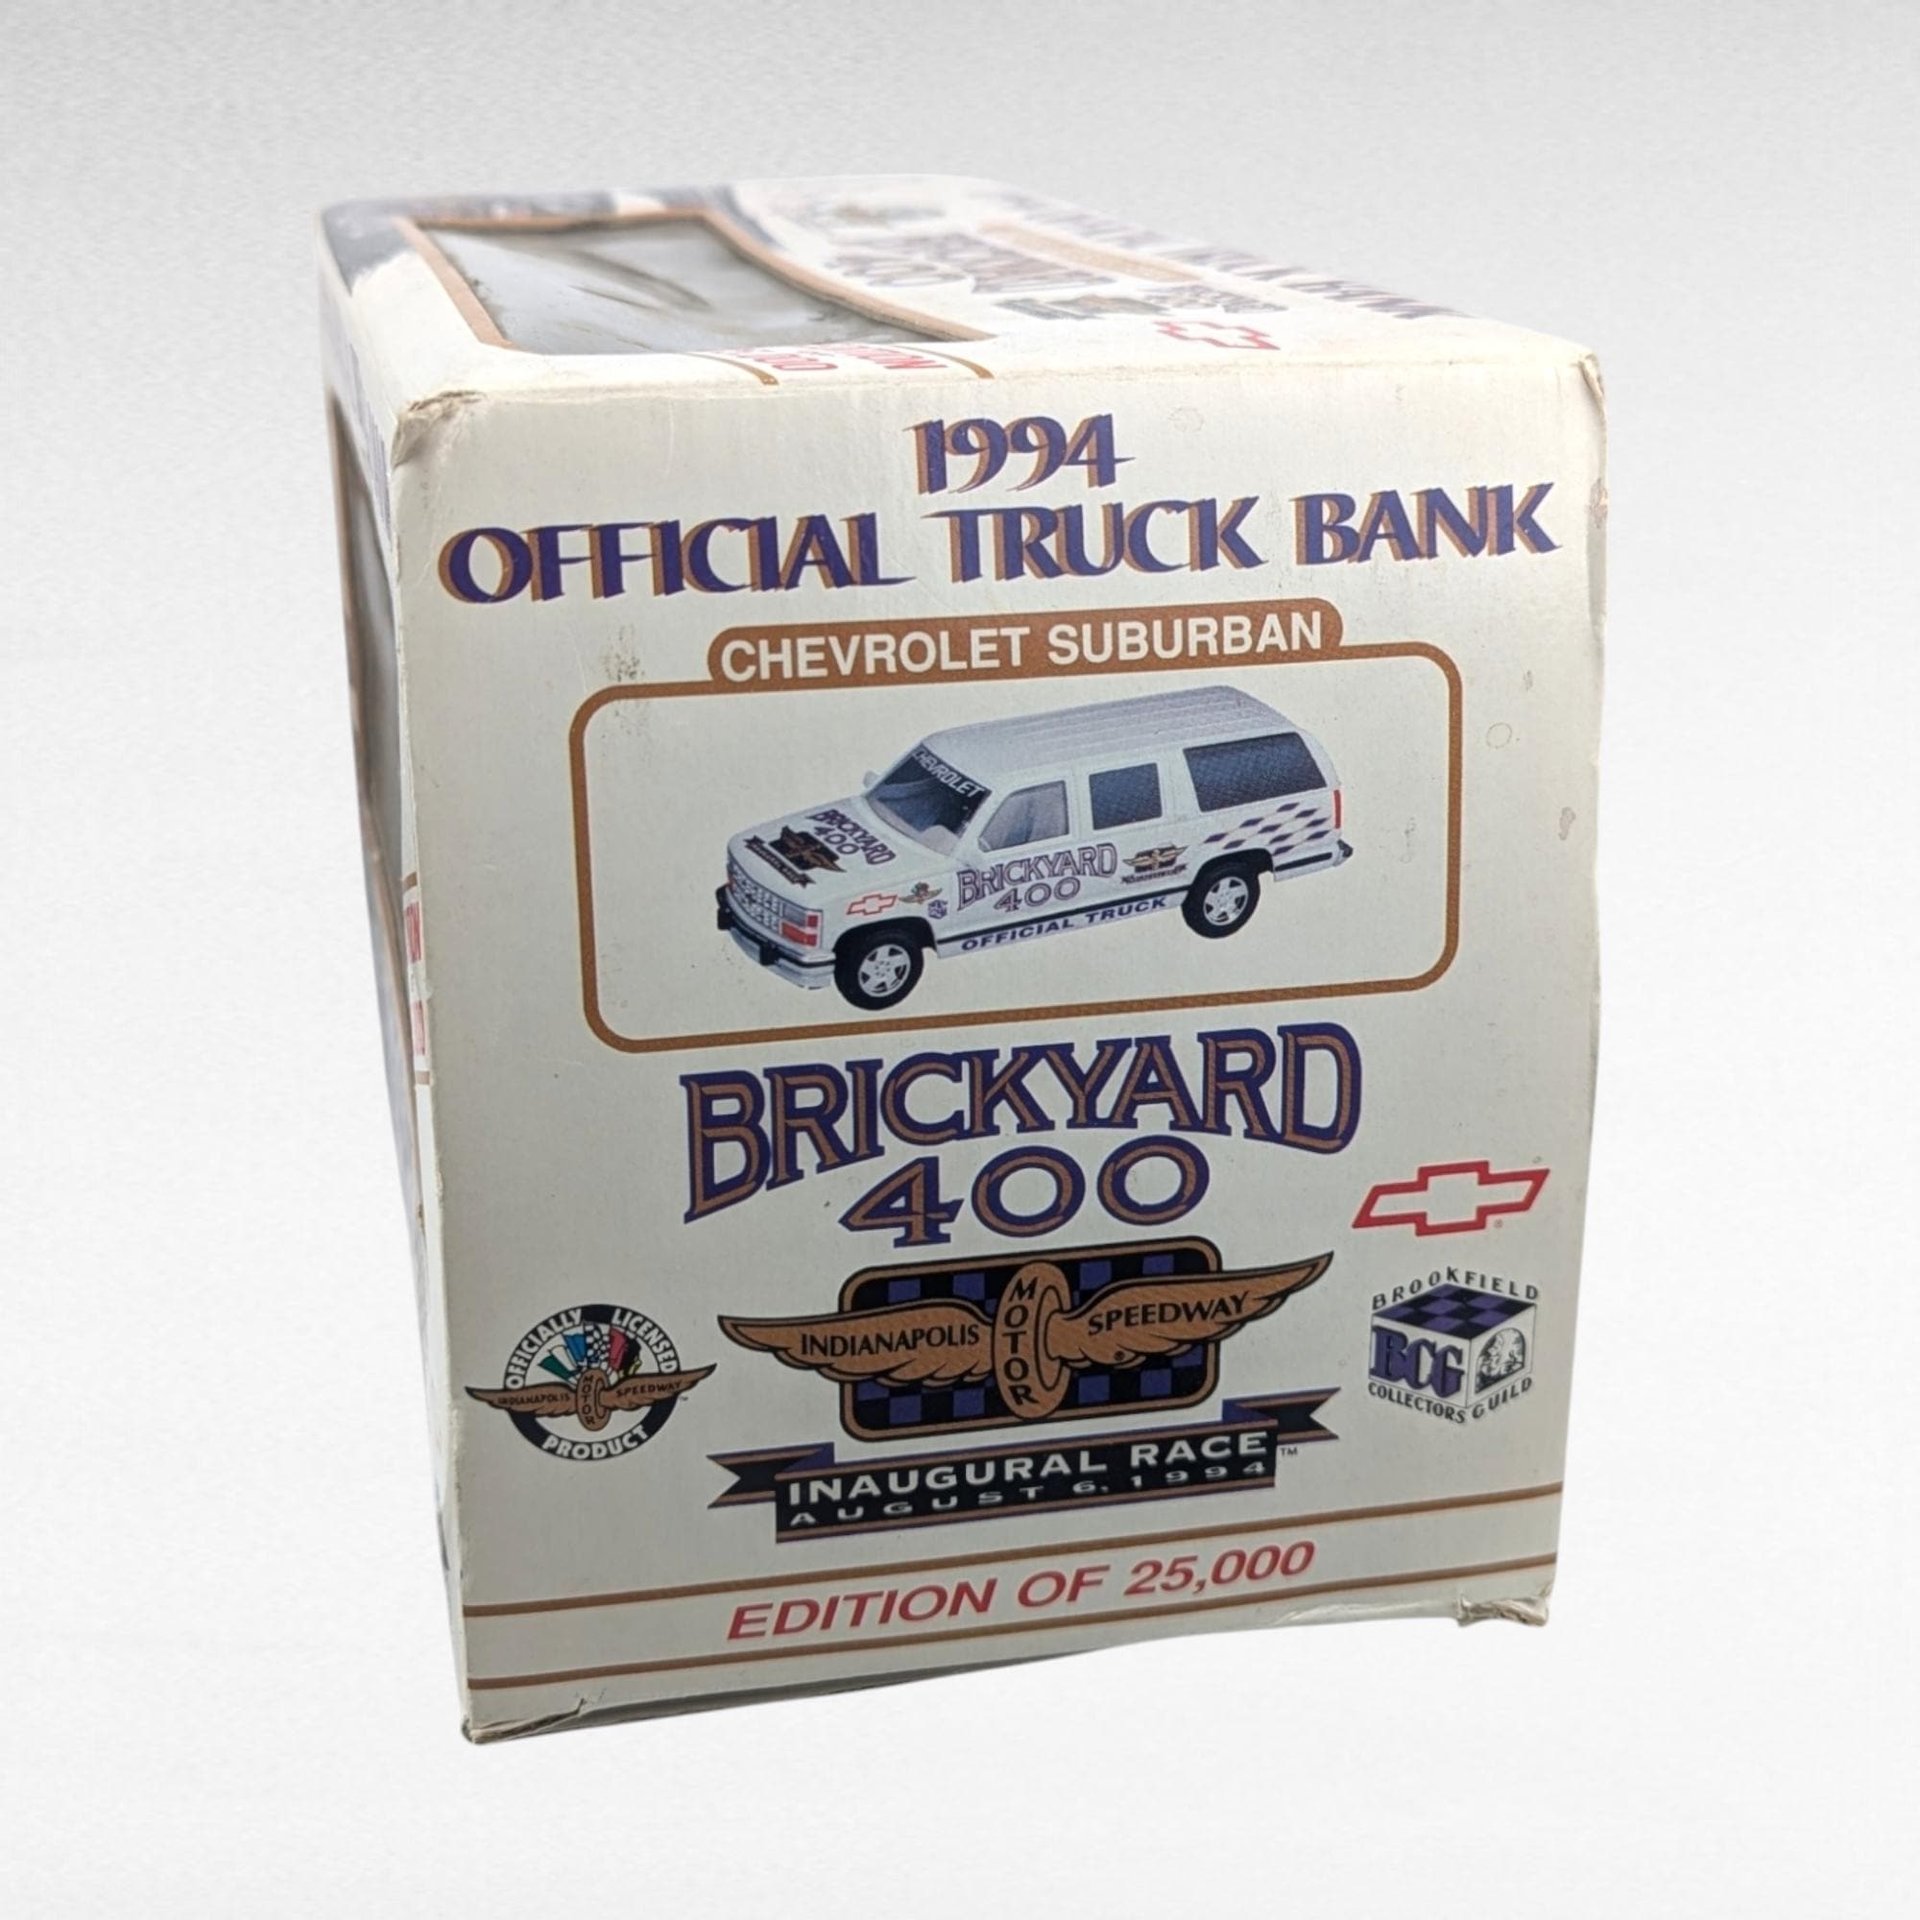 1994
OFFICIAL TRUCK BANK
CHEVROLET SUBURBAN
CHEVROLET
BRICKYARD
400
BRICKYARD
400
OFFICIAL TRUCK
BRICKYARD
400
INDIANAPOLIS MOTOR SPEEDWAY ®
INAUGURAL RACE ™
AUGUST 6, 1994
OFFICIALLY LICENSED
INDIANAPOLIS MOTOR SPEEDWAY
PRODUCT
BROOKFIELD
BCG
COLLECTORS GUILD
EDITION OF 25,000